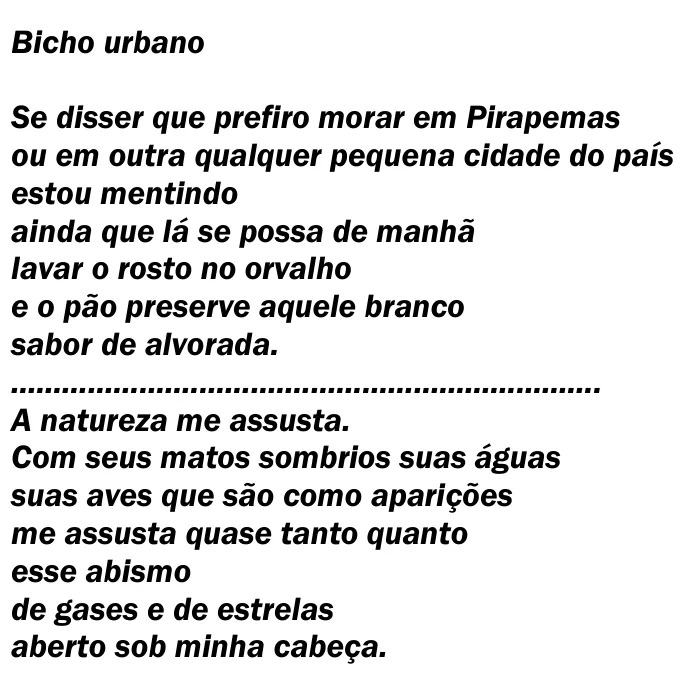 Bicho urbano
Se disser que prefiro morar em Pirapemas
ou em outra qualquer pequena cidade do país
estou mentindo
ainda que lá se possa de manhã
lavar o rosto no orvalho
e o pão preserve aquele branco
sabor de alvorada.
.....................................................................
A natureza me assusta.
Com seus matos sombrios suas águas
suas aves que são como aparições
me assusta quase tanto quanto
esse abismo
de gases e de estrelas
aberto sob minha cabeça.